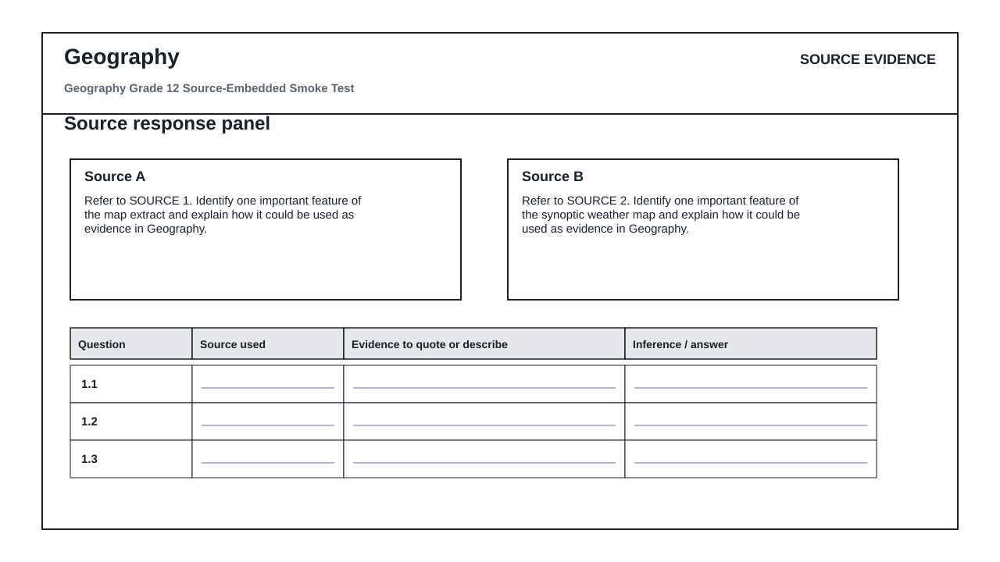 Geography
SOURCE EVIDENCE
Geography Grade 12 Source-Embedded Smoke Test
Source response panel
Source A
Refer to SOURCE 1. Identify one important feature of
the map extract and explain how it could be used as
evidence in Geography.
Source B
Refer to SOURCE 2. Identify one important feature of
the synoptic weather map and explain how it could be
used as evidence in Geography.
Question Source used Evidence to quote or describe Inference / answer
1.1
1.2
1.3